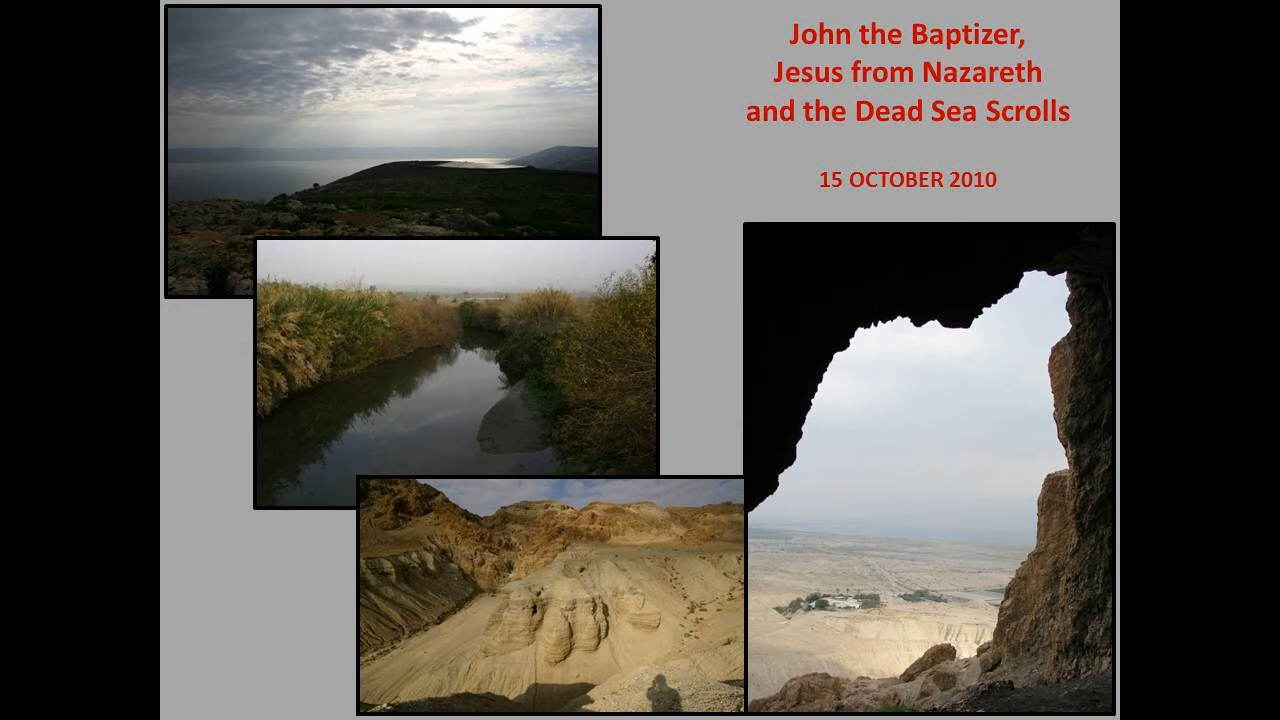 John the Baptizer,
Jesus from Nazareth
and the Dead Sea Scrolls
15 OCTOBER 2010